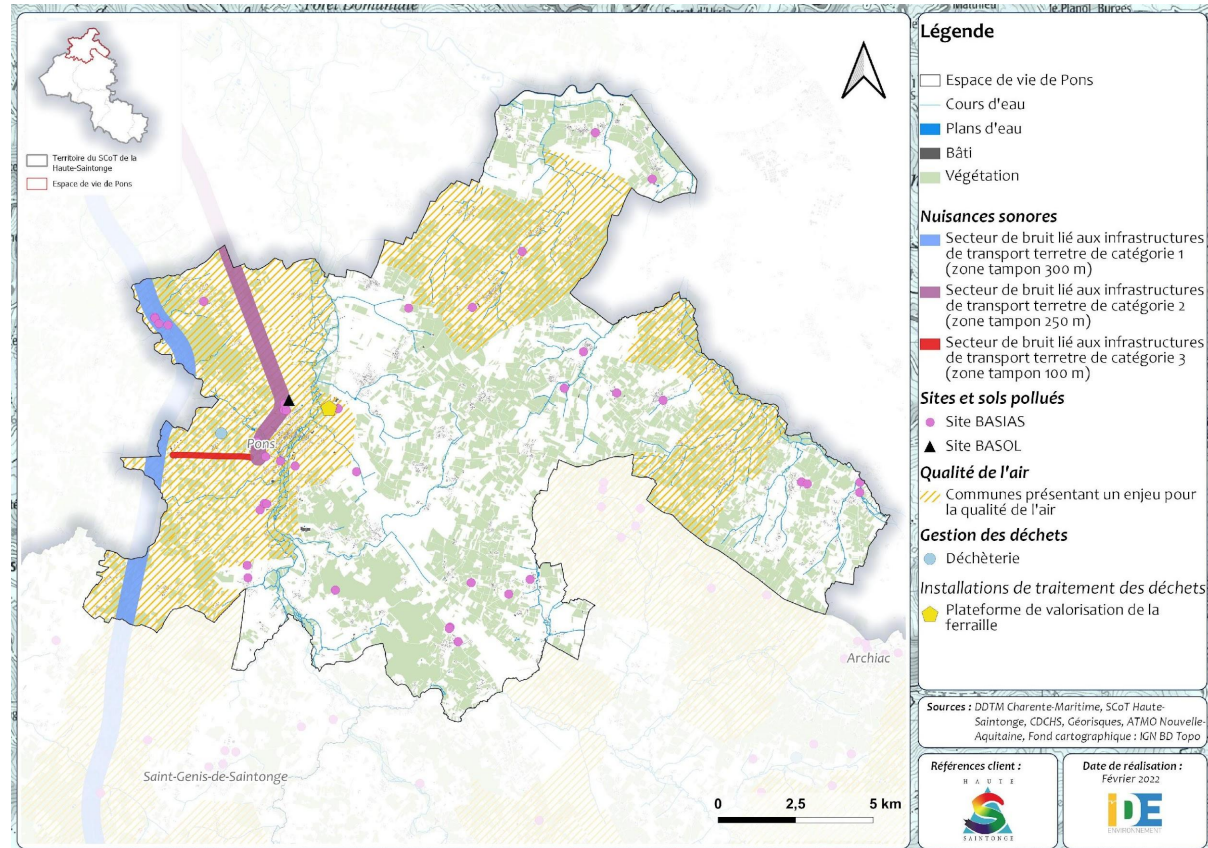 Forêt Domaniale
Matthieu
le Planol Burges
Territoire du SCoT de la
Haute-Saintonge
Espace de vie de Pons
Pons
Archiac
Saint-Genis-de-Saintonge
0 2,5 5 km
Légende
Espace de vie de Pons
Cours d'eau
Plans d'eau
Bâti
Végétation
Nuisances sonores
Secteur de bruit lié aux infrastructures
de transport terretre de catégorie 1
(zone tampon 300 m)
Secteur de bruit lié aux infrastructures
de transport terretre de catégorie 2
(zone tampon 250 m)
Secteur de bruit lié aux infrastructures
de transport terretre de catégorie 3
(zone tampon 100 m)
Sites et sols pollués
Site BASIAS
Site BASOL
Qualité de l'air
Communes présentant un enjeu pour
la qualité de l'air
Gestion des déchets
Déchèterie
Installations de traitement des déchets
Plateforme de valorisation de la
ferraille
Sources : DDTM Charente-Maritime, SCoT Haute-
Saintonge, CDCHS, Géorisques, ATMO Nouvelle-
Aquitaine, Fond cartographique : IGN BD Topo
Références client :
HAUTE
SAINTONGE
Date de réalisation :
Février 2022
iDE
ENVIRONNEMENT